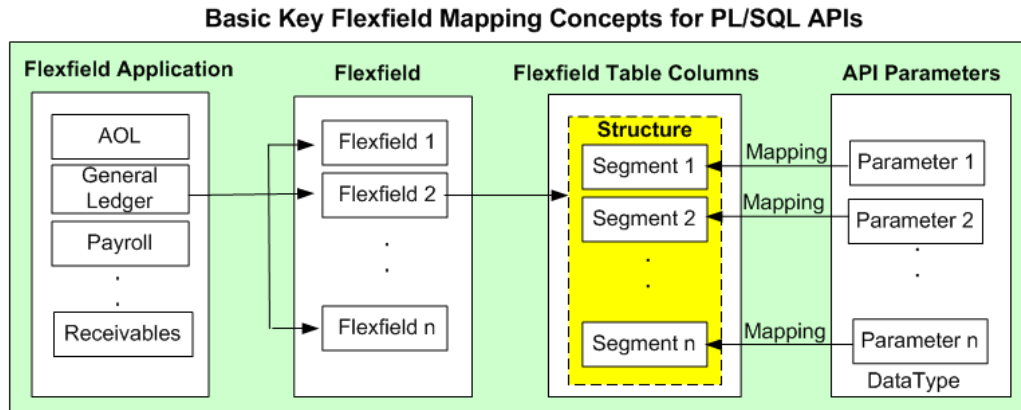 Basic Key Flexfield Mapping Concepts for PL/SQL APIs
Flexfield Application
AOL
General
Ledger
Payroll
.
.
Receivables
Flexfield
Flexfield 1
Flexfield 2
.
.
Flexfield n
Flexfield Table Columns
Structure
Segment 1
Segment 2
.
.
Segment n
Mapping
Mapping
Mapping
API Parameters
Parameter 1
Parameter 2
.
.
Parameter n
DataType